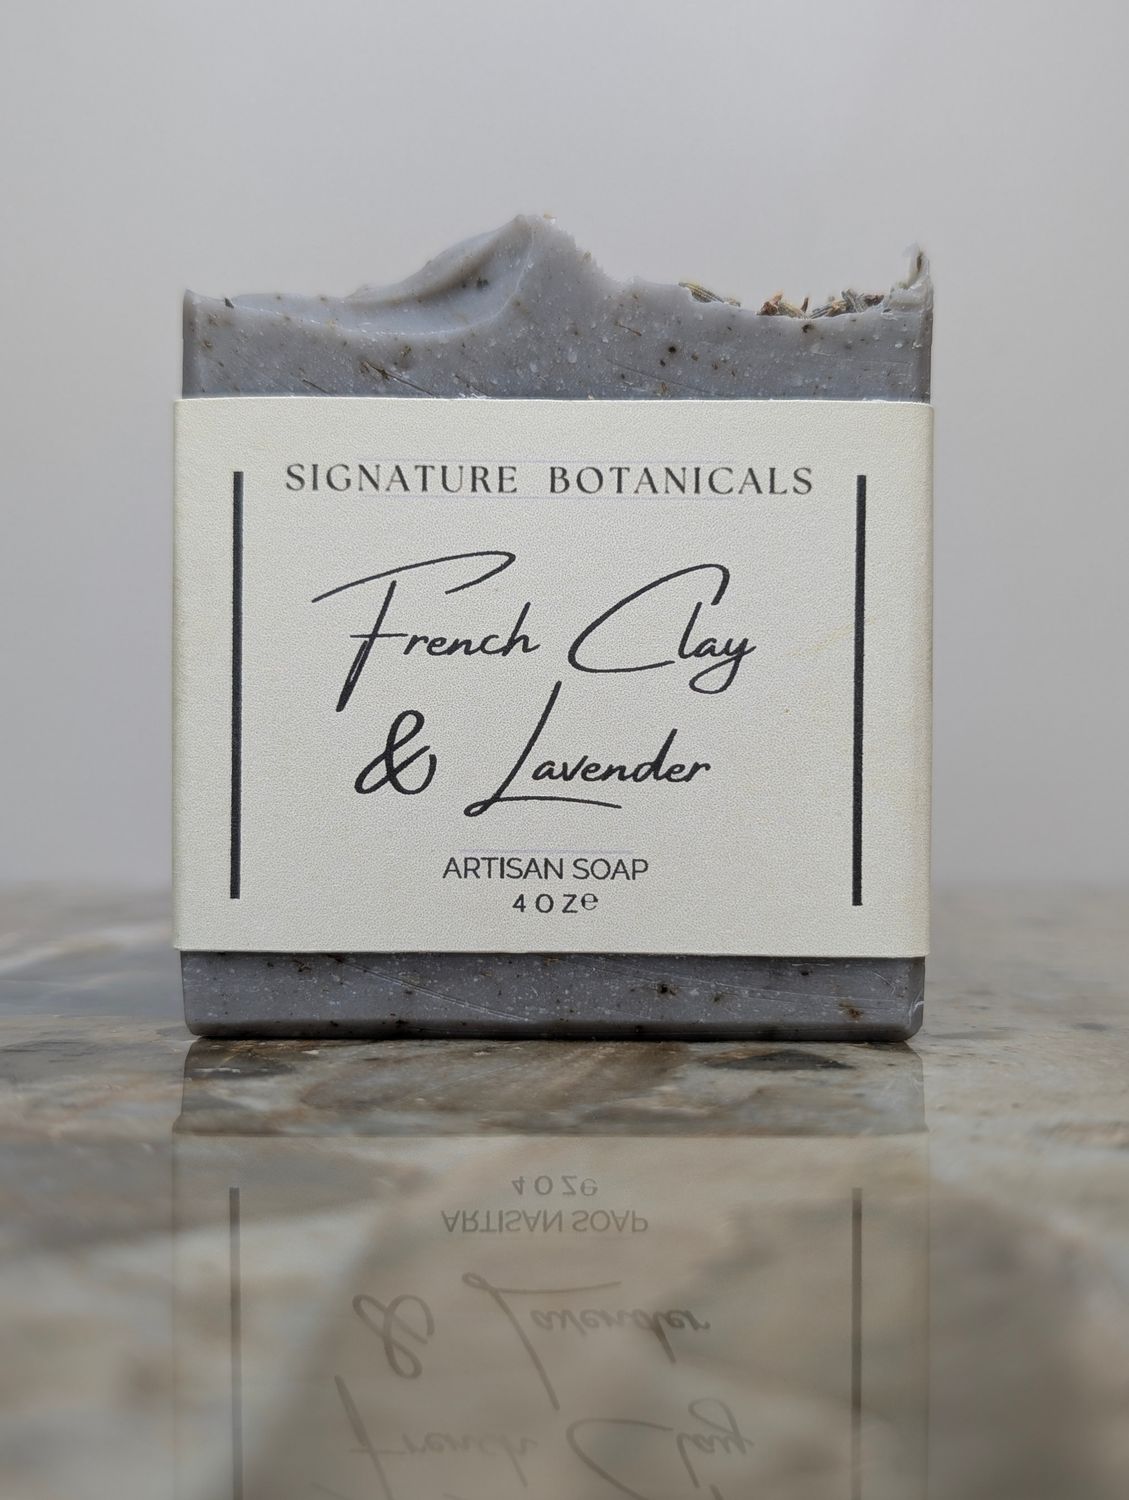 SIGNATURE BOTANICALS
French Clay
& Lavender
ARTISAN SOAP
4 OZ℮